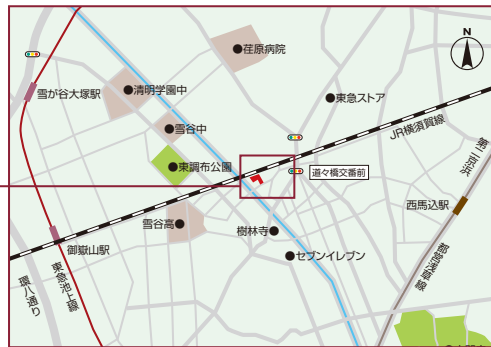 荏原病院
N
雪が谷大塚駅
清明学園中
東急ストア
雪谷中
JR横須賀線
第二京浜
東調布公園
道々橋交番前
西馬込駅
雪谷高
樹林寺
御嶽山駅
セブンイレブン
都営浅草線
東急池上線
環八通り